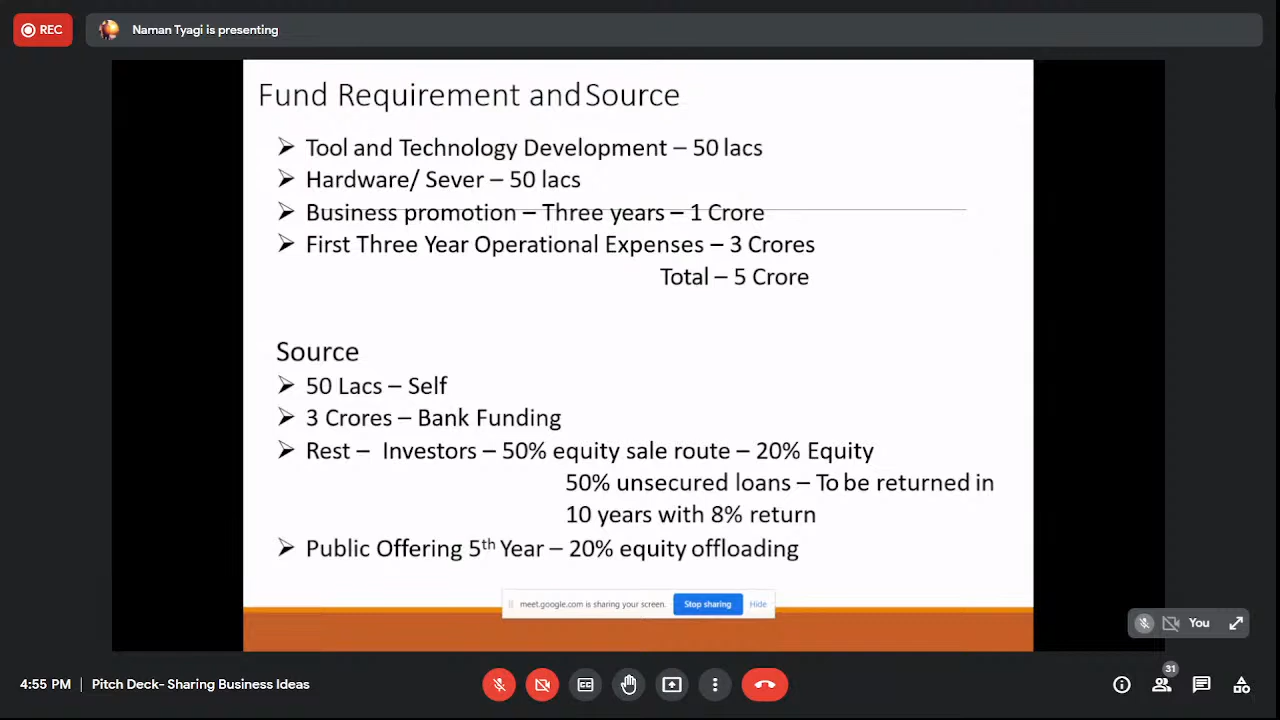 REC
Naman Tyagi is presenting
Fund Requirement and Source
➢ Tool and Technology Development – 50 lacs
➢ Hardware/ Sever – 50 lacs
➢ Business promotion – Three years – 1 Crore
➢ First Three Year Operational Expenses – 3 Crores
Total – 5 Crore
Source
➢ 50 Lacs – Self
➢ 3 Crores – Bank Funding
➢ Rest – Investors – 50% equity sale route – 20% Equity
50% unsecured loans – To be returned in
10 years with 8% return
➢ Public Offering 5th Year – 20% equity offloading
meet.google.com is sharing your screen. Stop sharing Hide
You
4:55 PM | Pitch Deck- Sharing Business Ideas
31